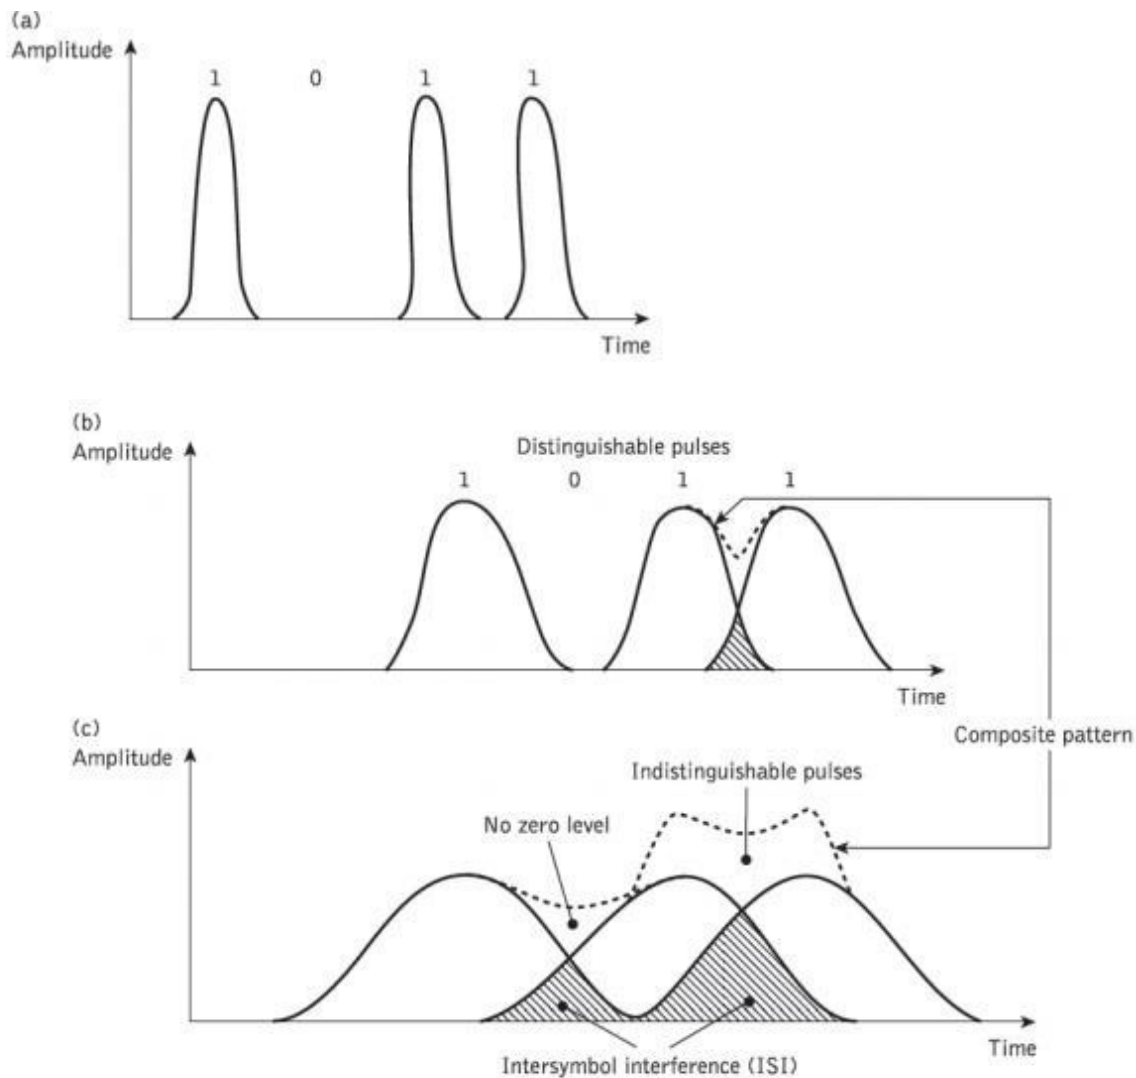 (a)
Amplitude
1 0 1 1
Time
(b)
Amplitude
Distinguishable pulses
1 0 1 1
Time
Composite pattern
(c)
Amplitude
Indistinguishable pulses
No zero level
Time
Intersymbol interference (ISI)